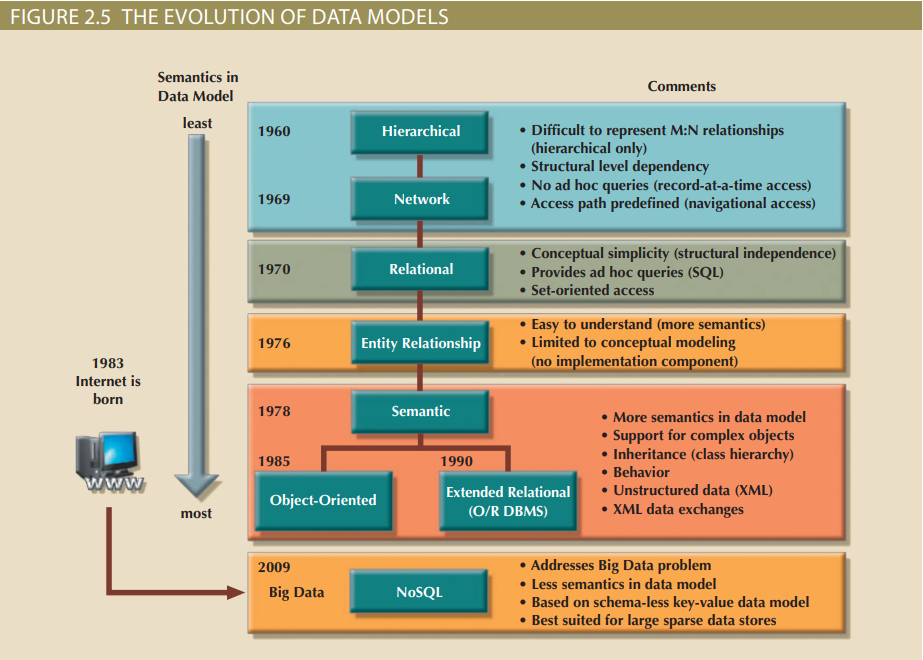 FIGURE 2.5 THE EVOLUTION OF DATA MODELS
Semantics in
Data Model
least
most
Comments
1960
Hierarchical
1969
Network
• Difficult to represent M:N relationships
(hierarchical only)
• Structural level dependency
• No ad hoc queries (record-at-a-time access)
• Access path predefined (navigational access)
1970
Relational
• Conceptual simplicity (structural independence)
• Provides ad hoc queries (SQL)
• Set-oriented access
1976
Entity Relationship
• Easy to understand (more semantics)
• Limited to conceptual modeling
(no implementation component)
1983
Internet is
born
WWW
1978
Semantic
1985
Object-Oriented
1990
Extended Relational
(O/R DBMS)
• More semantics in data model
• Support for complex objects
• Inheritance (class hierarchy)
• Behavior
• Unstructured data (XML)
• XML data exchanges
2009
Big Data
NoSQL
• Addresses Big Data problem
• Less semantics in data model
• Based on schema-less key-value data model
• Best suited for large sparse data stores